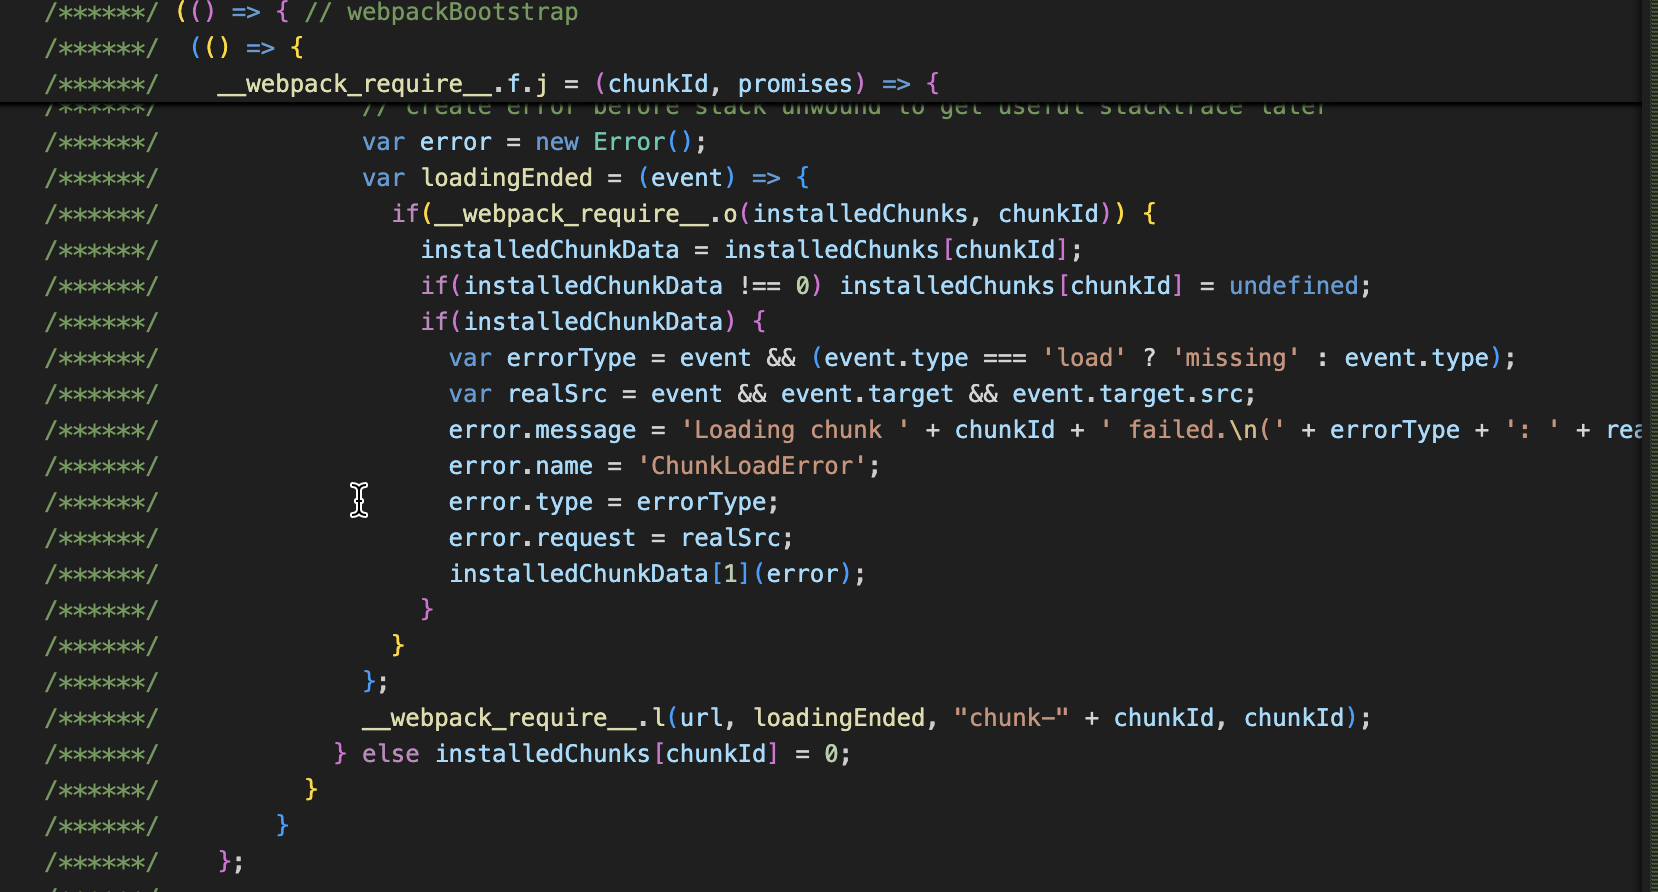 /******/ (() => { // webpackBootstrap
/******/ (() => {
/******/ __webpack_require__.f.j = (chunkId, promises) => {
/******/ // create error before stack unwound to get useful stacktrace later
/******/ var error = new Error();
/******/ var loadingEnded = (event) => {
/******/ if(__webpack_require__.o(installedChunks, chunkId)) {
/******/ installedChunkData = installedChunks[chunkId];
/******/ if(installedChunkData !== 0) installedChunks[chunkId] = undefined;
/******/ if(installedChunkData) {
/******/ var errorType = event && (event.type === 'load' ? 'missing' : event.type);
/******/ var realSrc = event && event.target && event.target.src;
/******/ error.message = 'Loading chunk ' + chunkId + ' failed.\n(' + errorType + ': ' + rea
/******/ error.name = 'ChunkLoadError';
/******/ error.type = errorType;
/******/ error.request = realSrc;
/******/ installedChunkData[1](error);
/******/ }
/******/ }
/******/ };
/******/ __webpack_require__.l(url, loadingEnded, "chunk-" + chunkId, chunkId);
/******/ } else installedChunks[chunkId] = 0;
/******/ }
/******/ }
/******/ };